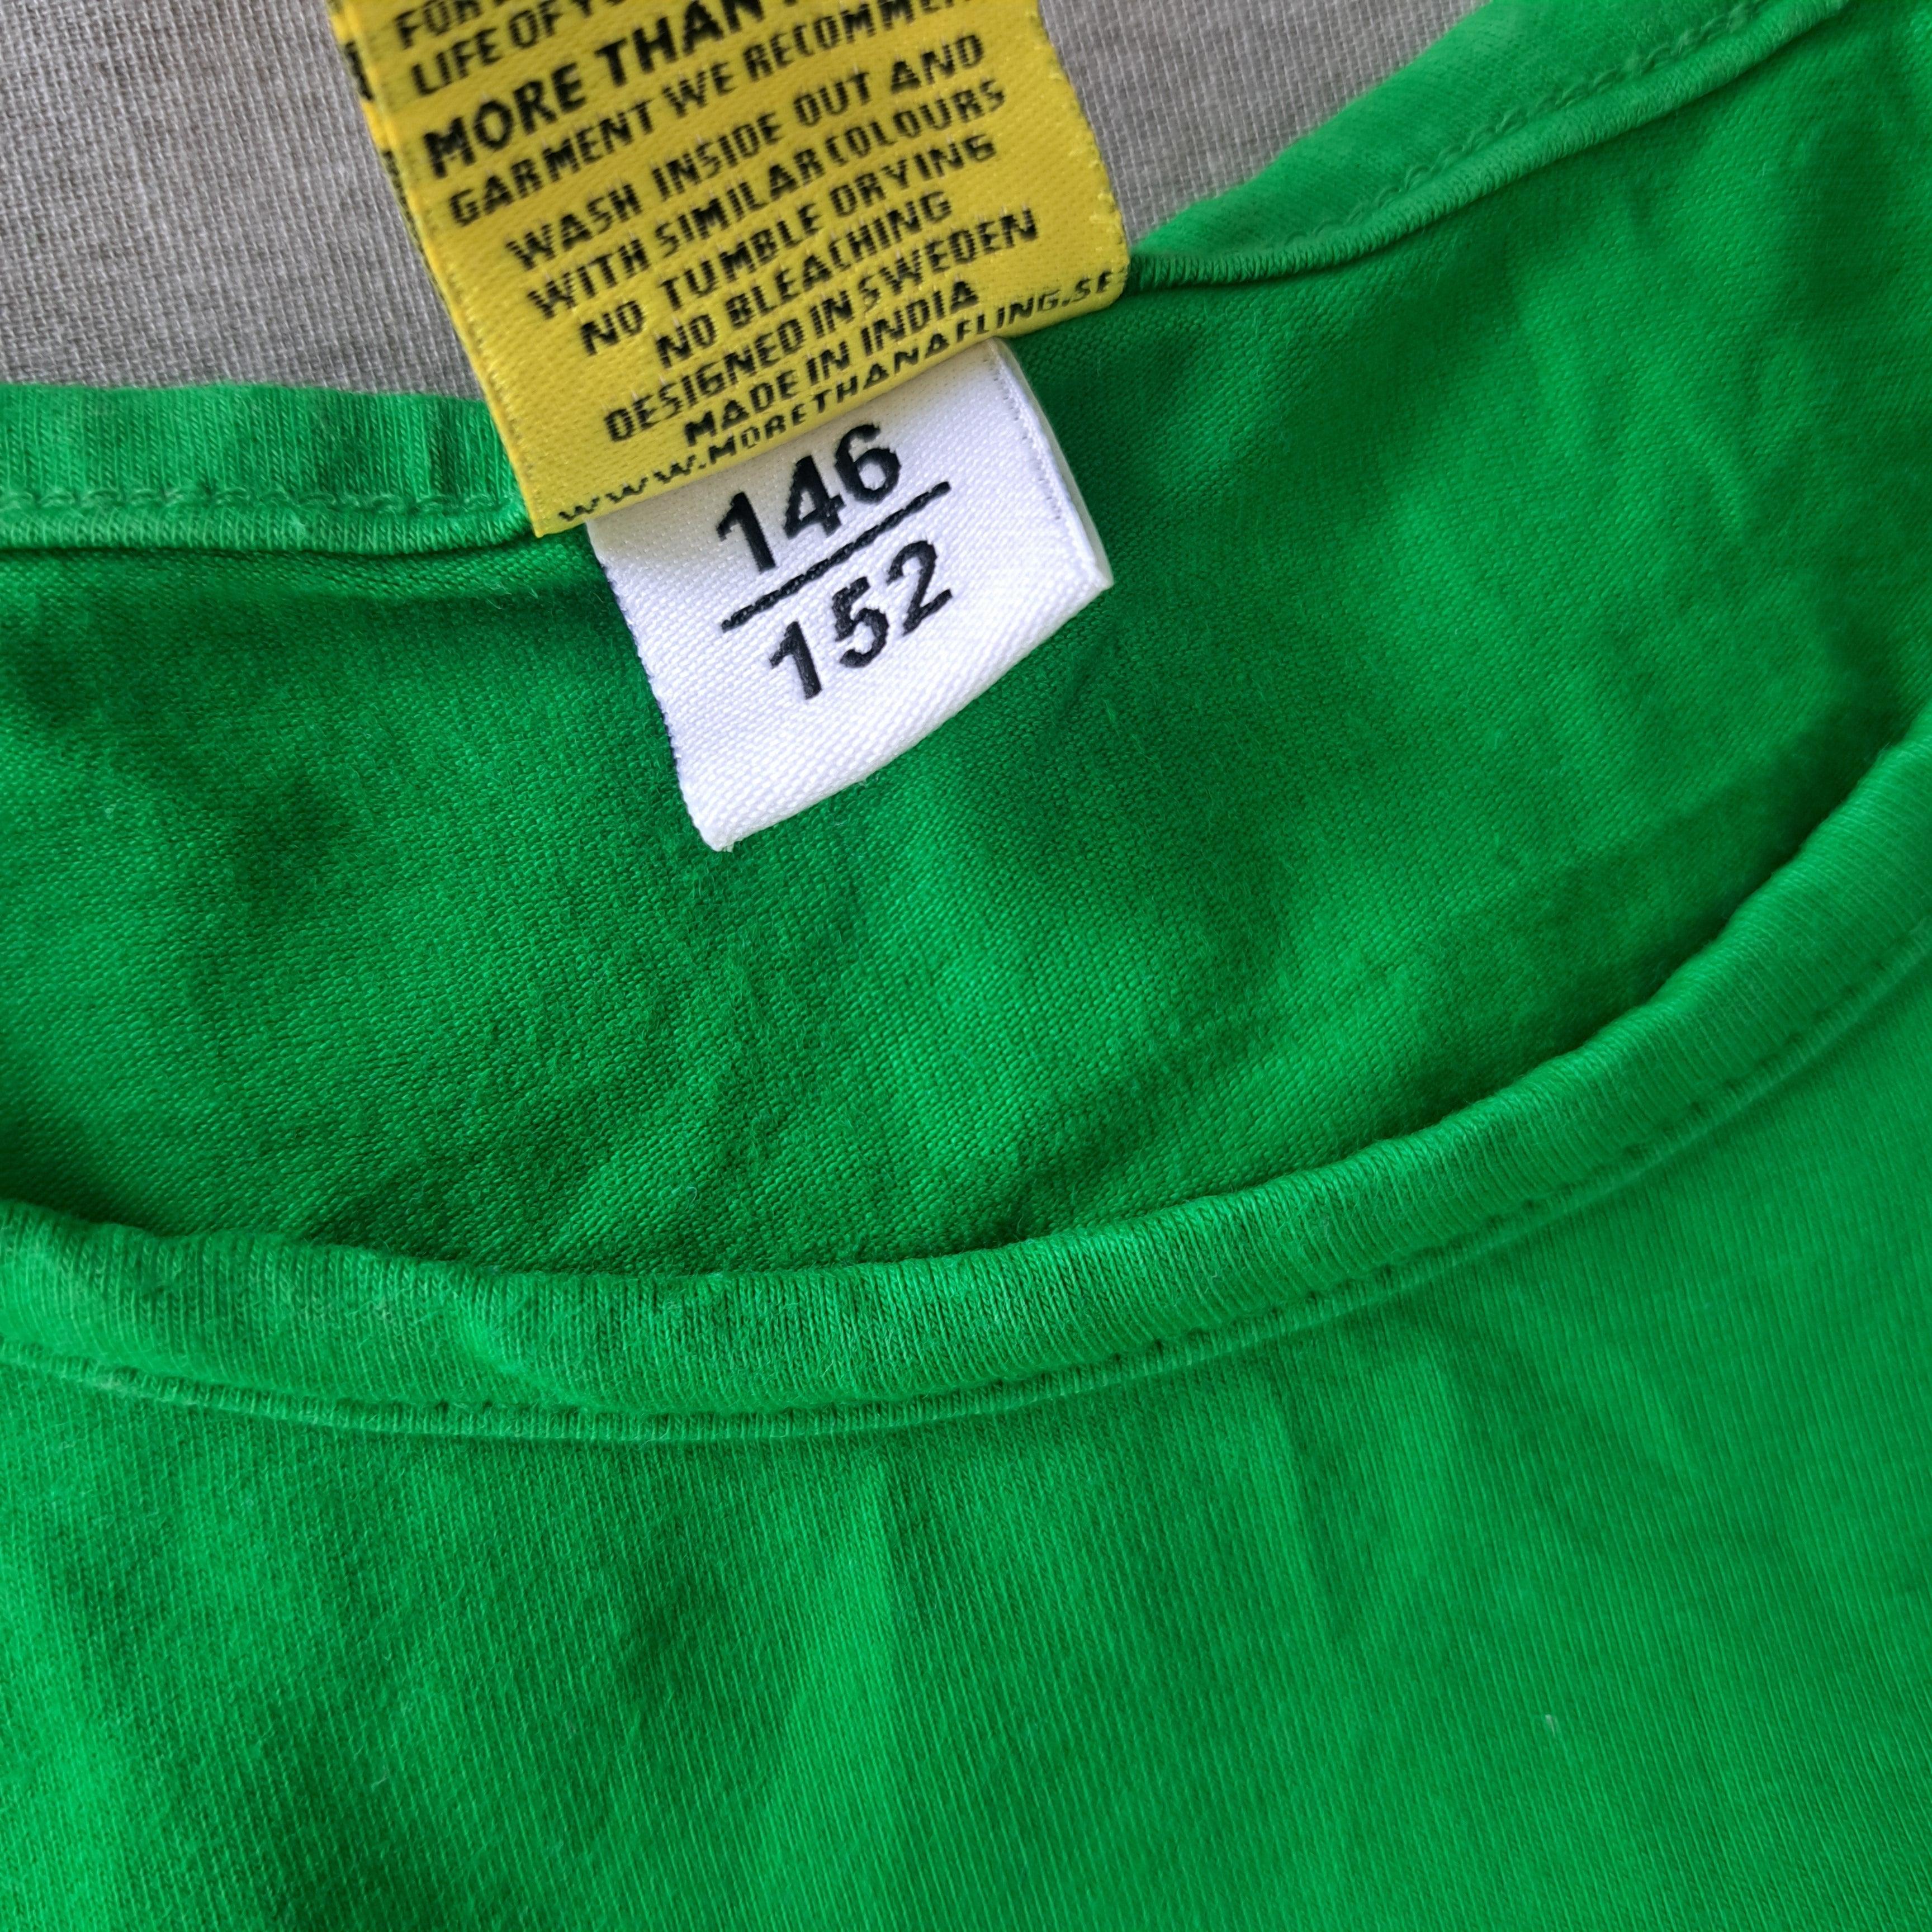 LIFE OF
MORE THAN
GARMENT WE
WASH INSIDE OUT AND
WITH SIMILAR COLOURS
NO TUMBLE DRYING
NO BLEACHING
DESIGNED IN SWEDEN
MADE IN INDIA
WWW.MORETHANAFLING.SE
146
152